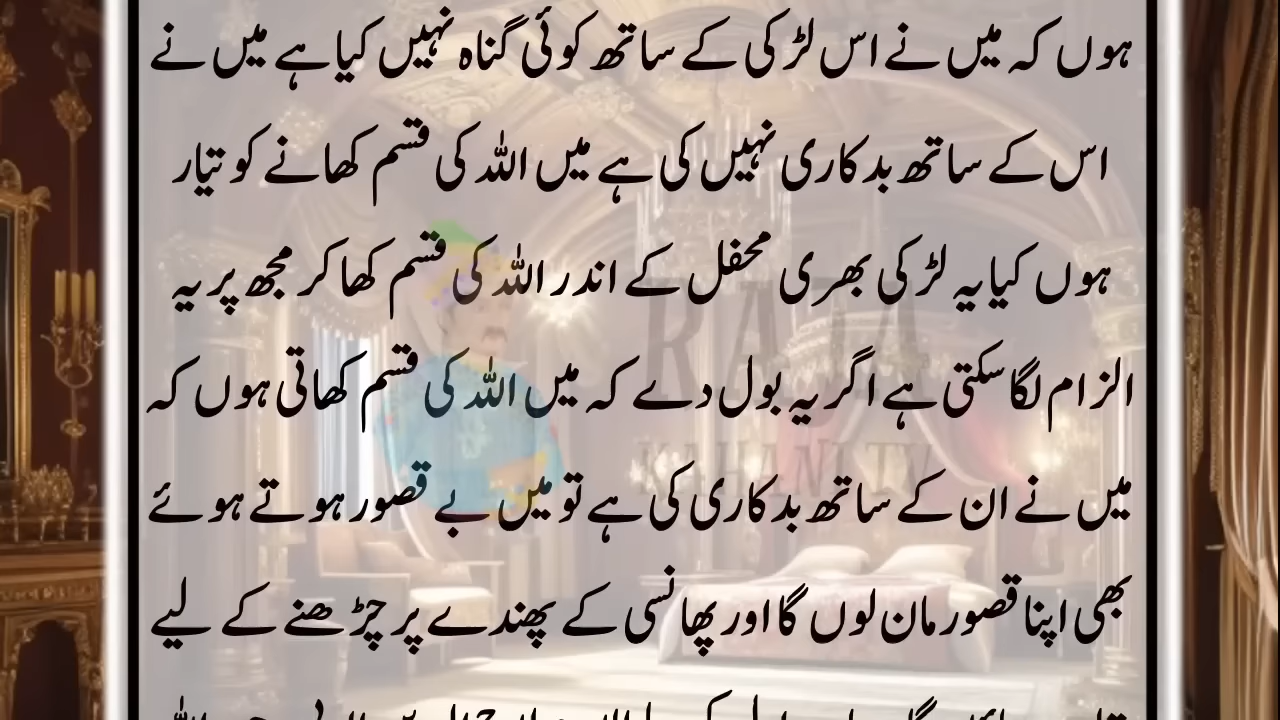 ہوں کہ میں نے اس لڑکی کے ساتھ کوئی گناہ نہیں کیا ہے میں نے
اس کے ساتھ بدکاری نہیں کی ہے میں اللہ کی قسم کھانے کو تیار
ہوں کیا یہ لڑکی بھری محفل کے اندر اللہ کی قسم کھا کر مجھ پر یہ
الزام لگا سکتی ہے اگر یہ بول دے کہ میں اللہ کی قسم کھاتی ہوں کہ
میں نے ان کے ساتھ بدکاری کی ہے تو میں بے قصور ہوتے ہوئے
بھی اپنا قصور مان لوں گا اور پھانسی کے پھندے پر چڑھنے کے لیے
RAJA
KAHANI TV